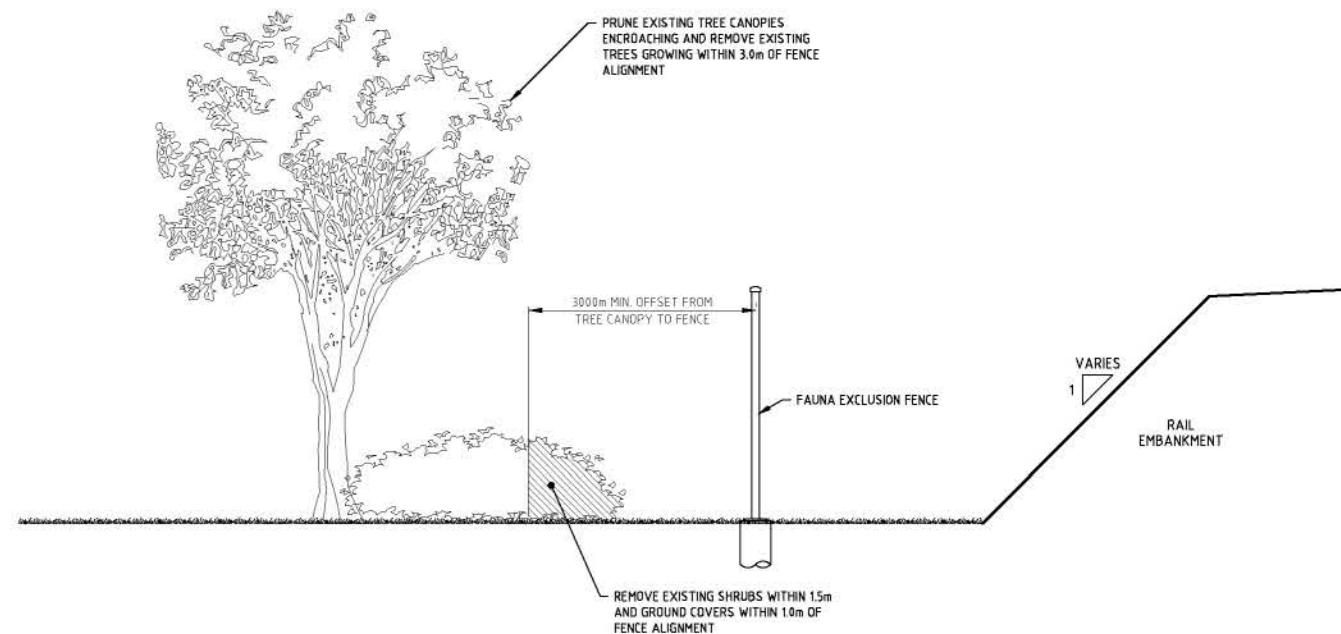 PRUNE EXISTING TREE CANOPIES
ENCROACHING AND REMOVE EXISTING
TREES GROWING WITHIN 3.0m OF FENCE
ALIGNMENT
3000m MIN. OFFSET FROM
TREE CANOPY TO FENCE
VARIES
1
FAUNA EXCLUSION FENCE
RAIL
EMBANKMENT
REMOVE EXISTING SHRUBS WITHIN 1.5m
AND GROUND COVERS WITHIN 1.0m OF
FENCE ALIGNMENT